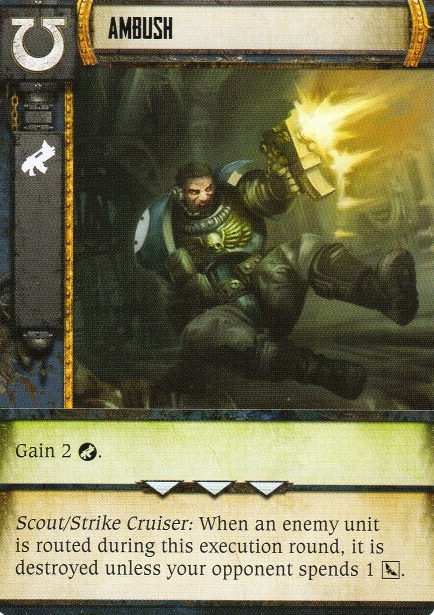 AMBUSH
Gain 2 .
Scout/Strike Cruiser: When an enemy unit
is routed during this execution round, it is
destroyed unless your opponent spends 1 .